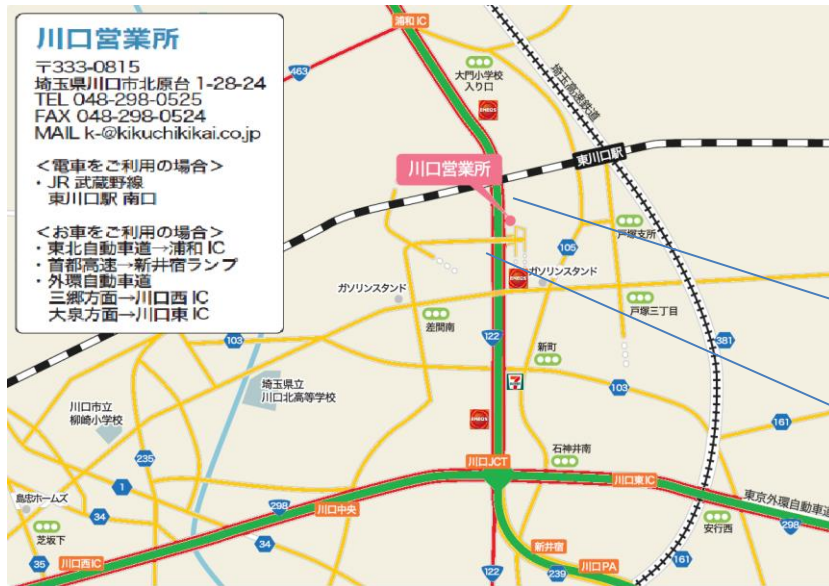 川口営業所
〒333-0815
埼玉県川口市北原台 1-28-24
TEL 048-298-0525
FAX 048-298-0524
MAIL k-@kikuchikikai.co.jp
＜電車をご利用の場合＞
・JR 武蔵野線
東川口駅 南口
＜お車をご利用の場合＞
・東北自動車道→浦和 IC
・首都高速→新井宿ランプ
・外環自動車道
三郷方面→川口西 IC
大泉方面→川口東 IC
浦和 IC
463
大門小学校
入り口
ENEOS
埼玉高速鉄道
東川口駅
川口営業所
戸塚支所
105
ENEOS
ガソリンスタンド
ガソリンスタンド
戸塚三丁目
差間南
122
103
新町
381
埼玉県立
川口北高等学校
7
103
川口市立
柳崎小学校
ENEOS
161
235
石神井南
川口JCT
川口東 IC
1
島忠ホームズ
298
川口中央
東京外環自動車道
34
安行西
298
芝坂下
34
新井宿
35
川口西IC
川口PA
161
122
239